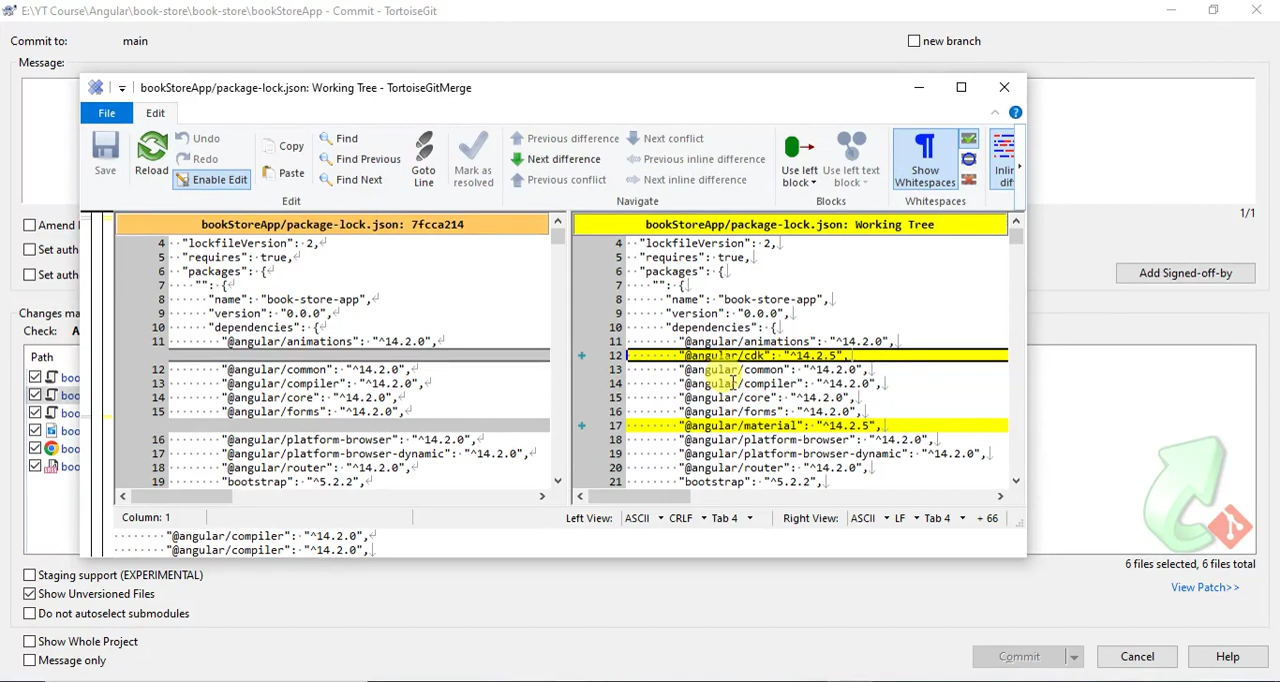 E:\YT Course\Angular\book-store\book-store\bookStoreApp - Commit - TortoiseGit
Commit to: main
new branch
Message:
bookStoreApp/package-lock.json: Working Tree - TortoiseGitMerge
File Edit
Save
Reload
Undo
Redo
Enable Edit
Copy
Paste
Find
Find Previous
Find Next
Goto Line
Mark as resolved
Edit
Previous difference
Next difference
Previous conflict
Next conflict
Previous inline difference
Next inline difference
Navigate
Use left block
Use left text block
Blocks
Show Whitespaces
Whitespaces
bookStoreApp/package-lock.json: 7fcca214
4 "lockfileVersion": 2,
5 "requires": true,
6 "packages": {
7 "": {
8 "name": "book-store-app",
9 "version": "0.0.0",
10 "dependencies": {
11 "@angular/animations": "^14.2.0",
12 "@angular/common": "^14.2.0",
13 "@angular/compiler": "^14.2.0",
14 "@angular/core": "^14.2.0",
15 "@angular/forms": "^14.2.0",
16 "@angular/platform-browser": "^14.2.0",
17 "@angular/platform-browser-dynamic": "^14.2.0",
18 "@angular/router": "^14.2.0",
19 "bootstrap": "^5.2.2",
bookStoreApp/package-lock.json: Working Tree
4 "lockfileVersion": 2,
5 "requires": true,
6 "packages": {
7 "": {
8 "name": "book-store-app",
9 "version": "0.0.0",
10 "dependencies": {
11 "@angular/animations": "^14.2.0",
12 "@angular/cdk": "^14.2.5",
13 "@angular/common": "^14.2.0",
14 "@angular/compiler": "^14.2.0",
15 "@angular/core": "^14.2.0",
16 "@angular/forms": "^14.2.0",
17 "@angular/material": "^14.2.5",
18 "@angular/platform-browser": "^14.2.0",
19 "@angular/platform-browser-dynamic": "^14.2.0",
20 "@angular/router": "^14.2.0",
21 "bootstrap": "^5.2.2",
Column: 1
Left View: ASCII CRLF Tab 4
Right View: ASCII LF Tab 4 + 66
"@angular/compiler": "^14.2.0",
"@angular/compiler": "^14.2.0",
Amend
Set auth
Set auth
1/1
Add Signed-off-by
Changes ma
Check: A
Path
boo
boo
boo
boo
boo
boo
6 files selected, 6 files total
View Patch>>
Staging support (EXPERIMENTAL)
Show Unversioned Files
Do not autoselect submodules
Show Whole Project
Message only
Commit
Cancel
Help